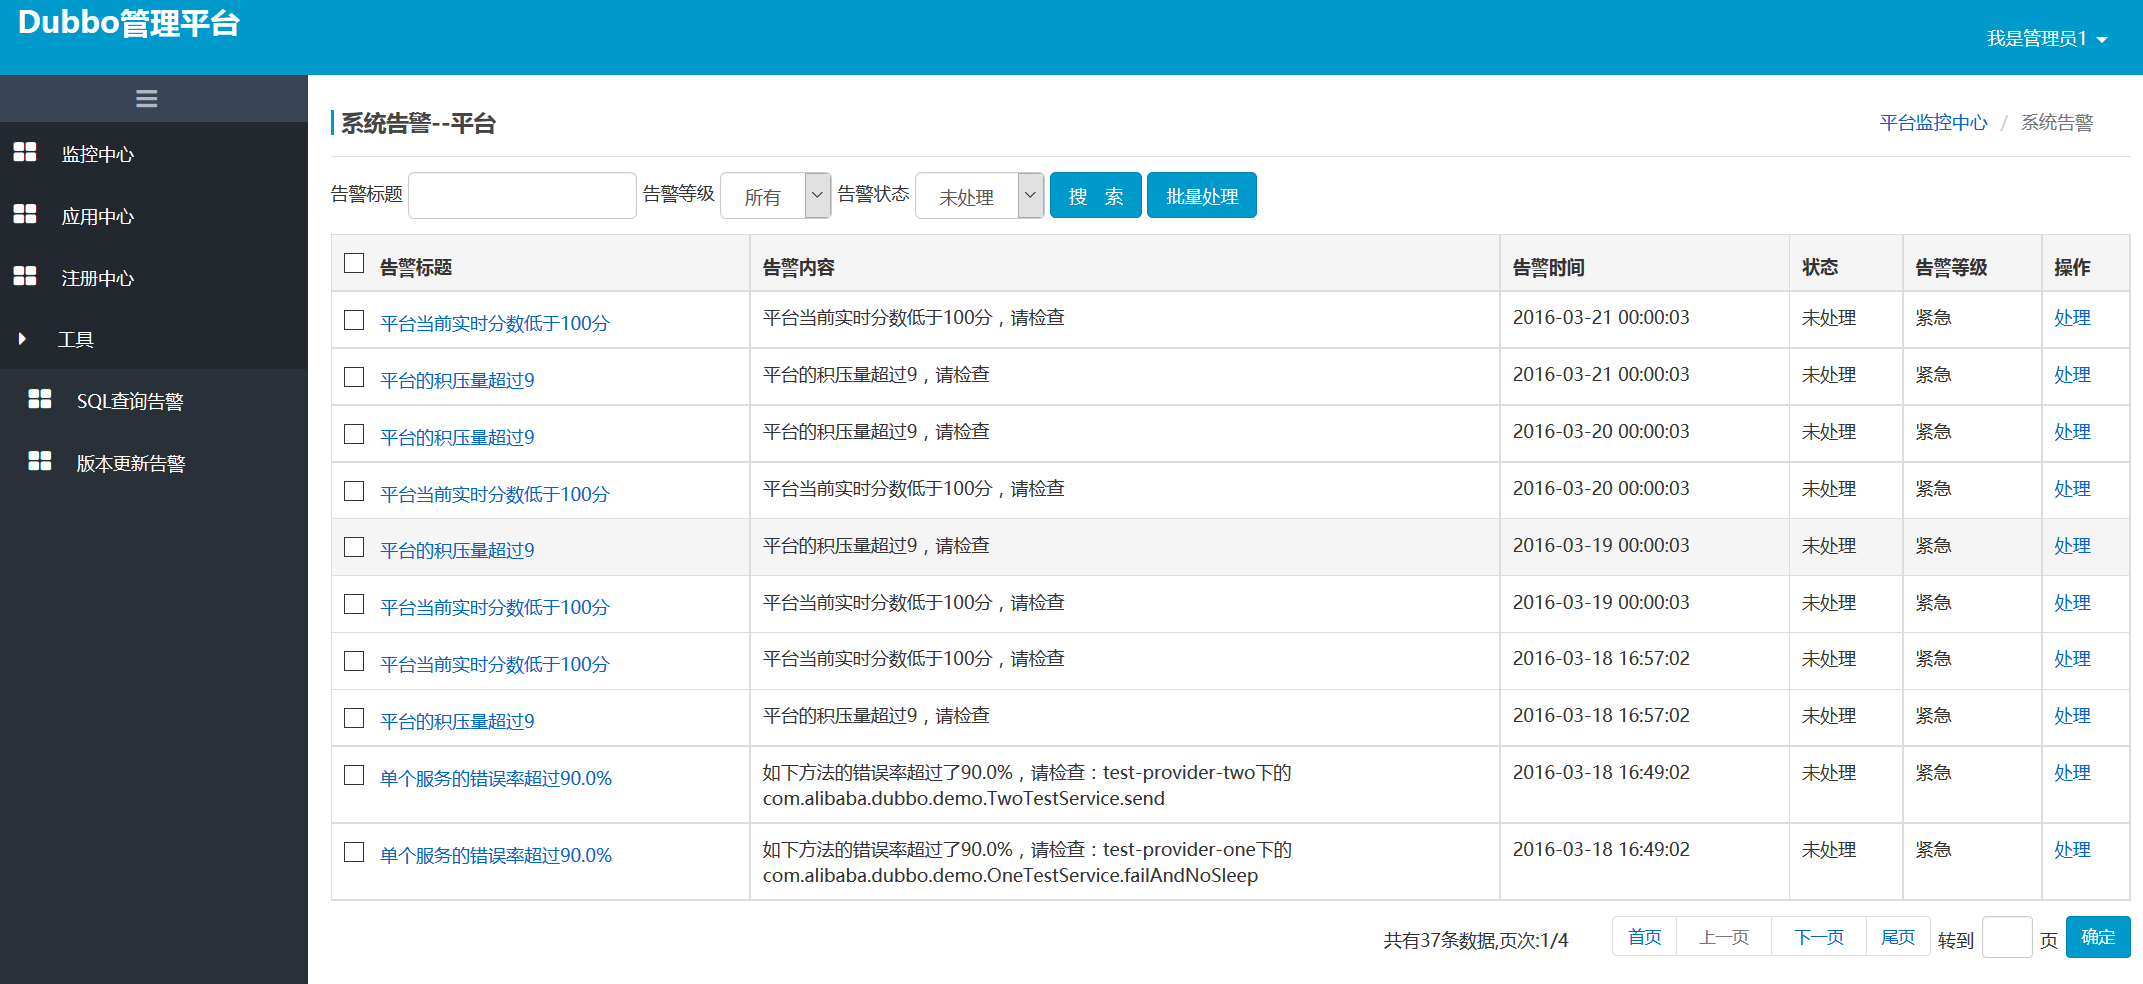 Dubbo管理平台
我是管理员1
监控中心
应用中心
注册中心
工具
SQL查询告警
版本更新告警
系统告警--平台
平台监控中心 / 系统告警
告警标题 告警等级 所有 告警状态 未处理 搜 索 批量处理
告警标题 告警内容 告警时间 状态 告警等级 操作
平台当前实时分数低于100分 平台当前实时分数低于100分，请检查 2016-03-21 00:00:03 未处理 紧急 处理
平台的积压量超过9 平台的积压量超过9，请检查 2016-03-21 00:00:03 未处理 紧急 处理
平台的积压量超过9 平台的积压量超过9，请检查 2016-03-20 00:00:03 未处理 紧急 处理
平台当前实时分数低于100分 平台当前实时分数低于100分，请检查 2016-03-20 00:00:03 未处理 紧急 处理
平台的积压量超过9 平台的积压量超过9，请检查 2016-03-19 00:00:03 未处理 紧急 处理
平台当前实时分数低于100分 平台当前实时分数低于100分，请检查 2016-03-19 00:00:03 未处理 紧急 处理
平台当前实时分数低于100分 平台当前实时分数低于100分，请检查 2016-03-18 16:57:02 未处理 紧急 处理
平台的积压量超过9 平台的积压量超过9，请检查 2016-03-18 16:57:02 未处理 紧急 处理
单个服务的错误率超过90.0% 如下方法的错误率超过了90.0%，请检查：test-provider-two下的 2016-03-18 16:49:02 未处理 紧急 处理
com.alibaba.dubbo.demo.TwoTestService.send
单个服务的错误率超过90.0% 如下方法的错误率超过了90.0%，请检查：test-provider-one下的 2016-03-18 16:49:02 未处理 紧急 处理
com.alibaba.dubbo.demo.OneTestService.failAndNoSleep
共有37条数据,页次:1/4 首页 上一页 下一页 尾页 转到 页 确定